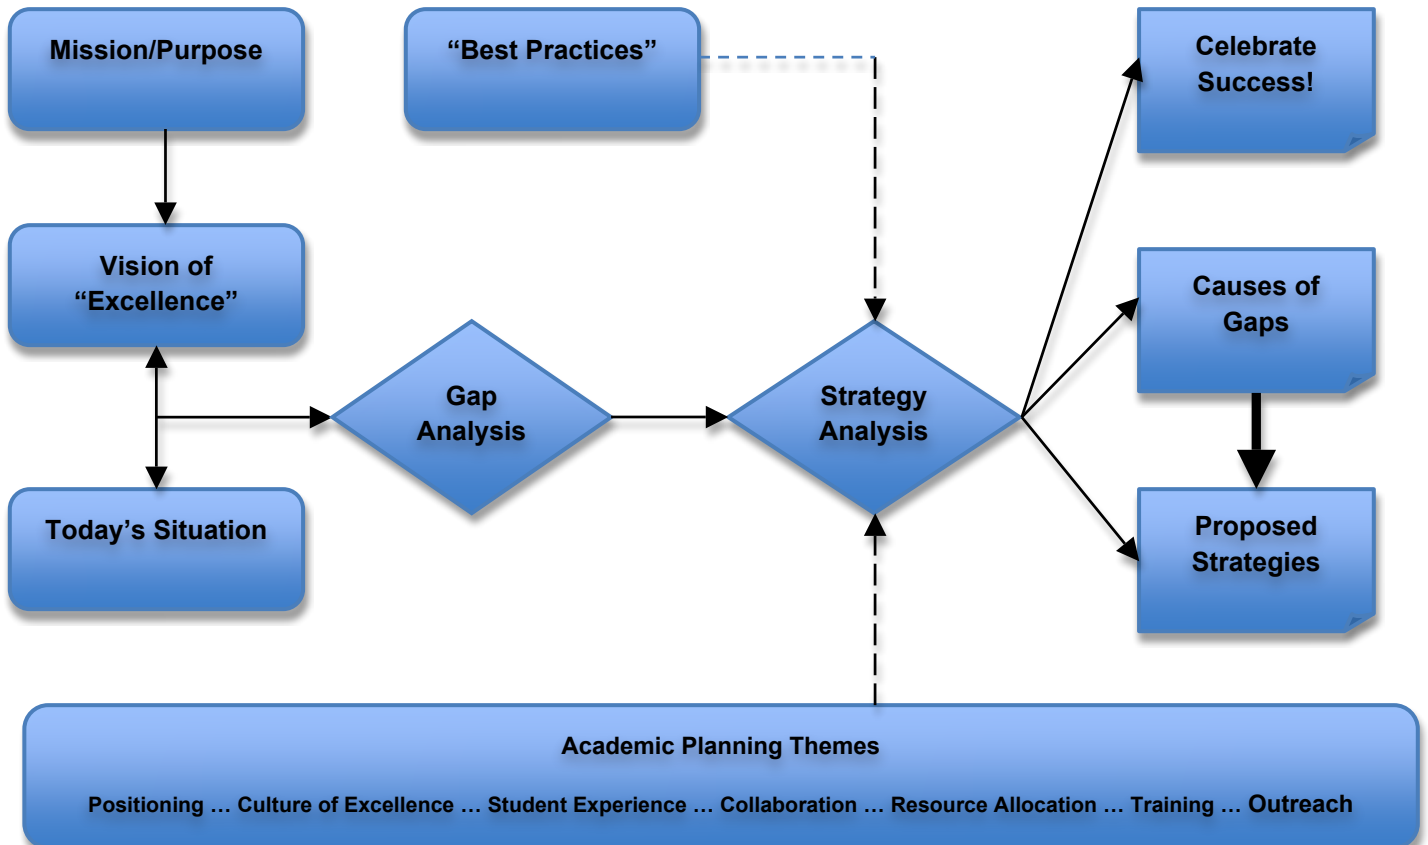 Mission/Purpose
“Best Practices”
Celebrate
Success!
Vision of
“Excellence”
Causes of
Gaps
Gap
Analysis
Strategy
Analysis
Today’s Situation
Proposed
Strategies
Academic Planning Themes
Positioning … Culture of Excellence … Student Experience … Collaboration … Resource Allocation … Training … Outreach